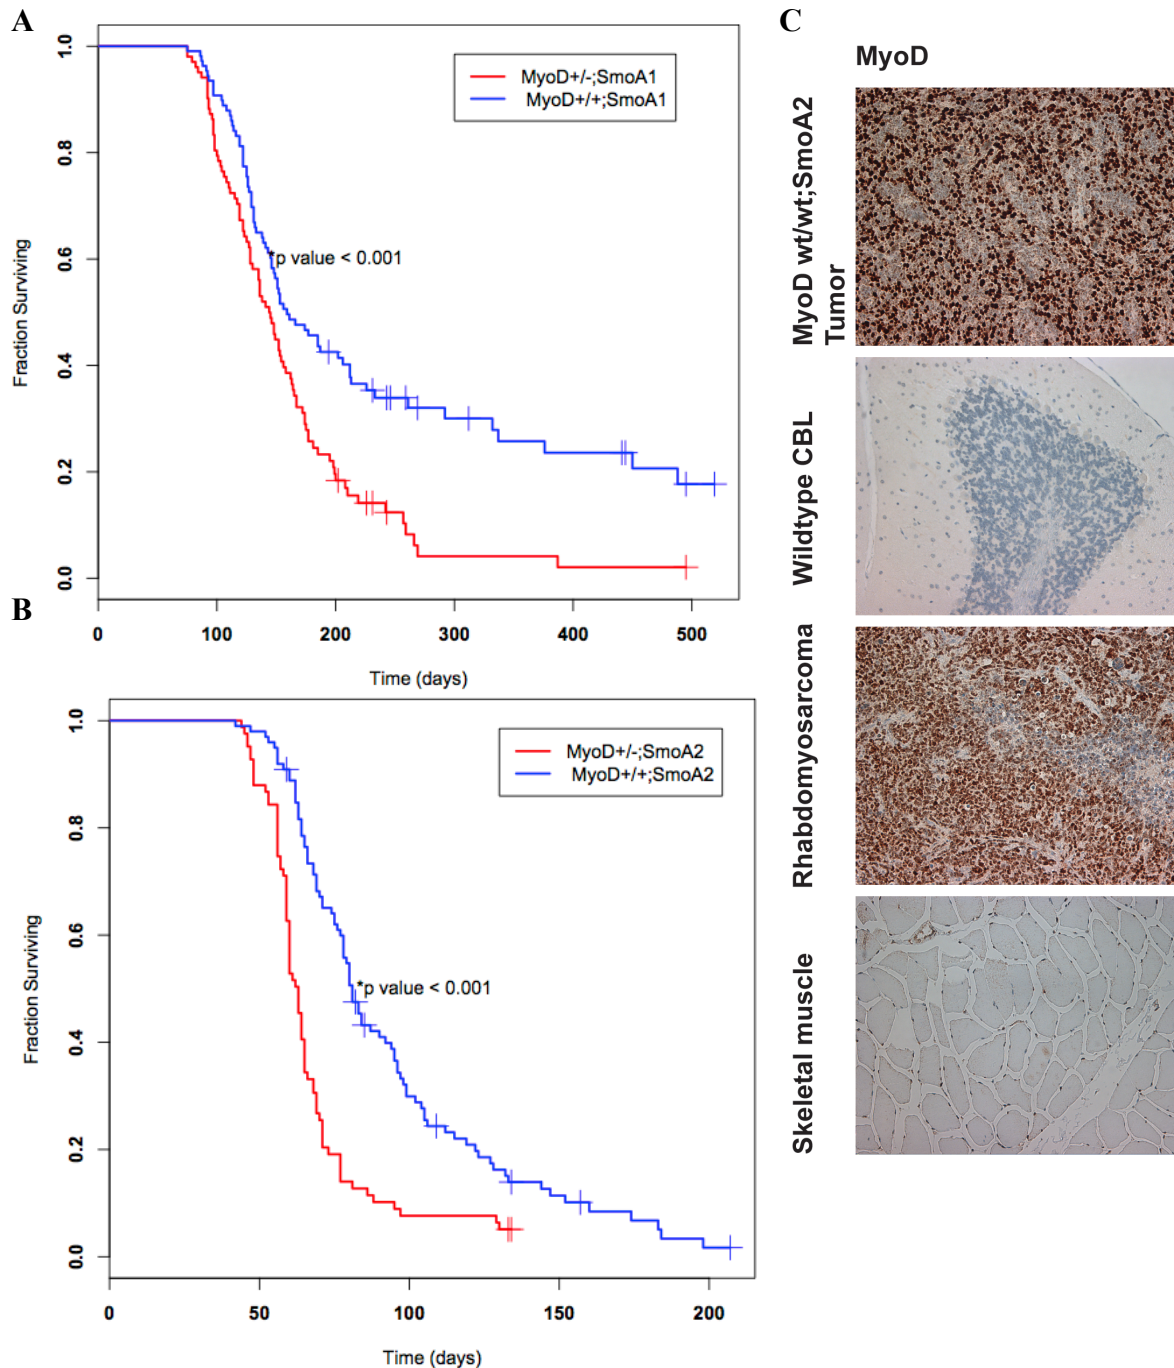 A
1.0
0.8
0.6
0.4
0.2
0.0
Fraction Surviving
MyoD+/-;SmoA1
MyoD+/+;SmoA1
*p value < 0.001
0 100 200 300 400 500
Time (days)
B
1.0
0.8
0.6
0.4
0.2
0.0
Fraction Surviving
MyoD+/-;SmoA2
MyoD+/+;SmoA2
*p value < 0.001
0 50 100 150 200
Time (days)
C
MyoD
MyoD wt/wt;SmoA2
Tumor
Wildtype CBL
Rhabdomyosarcoma
Skeletal muscle